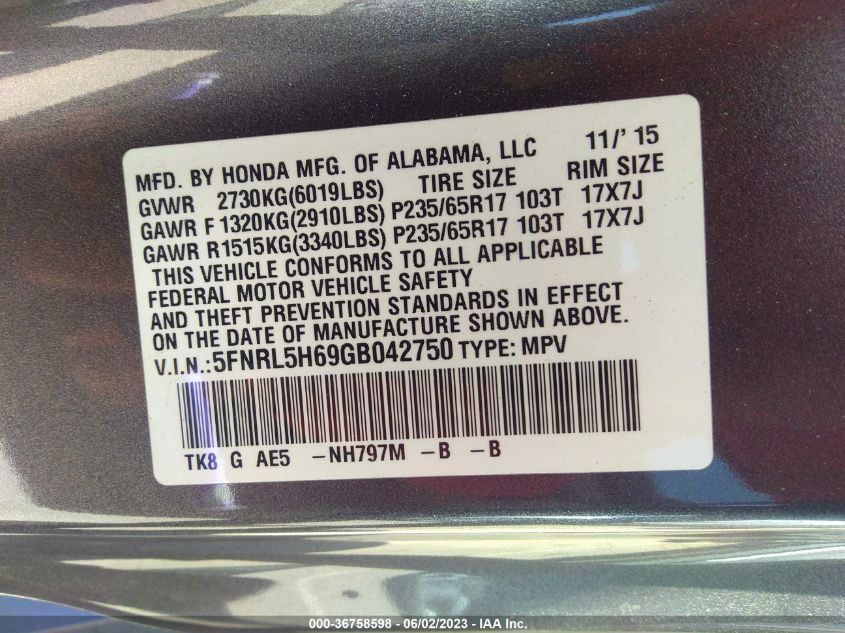 MFD. BY HONDA MFG. OF ALABAMA, LLC 11/' 15
GVWR 2730KG(6019LBS) TIRE SIZE RIM SIZE
GAWR F 1320KG(2910LBS) P235/65R17 103T 17X7J
GAWR R1515KG(3340LBS) P235/65R17 103T 17X7J
THIS VEHICLE CONFORMS TO ALL APPLICABLE
FEDERAL MOTOR VEHICLE SAFETY
AND THEFT PREVENTION STANDARDS IN EFFECT
ON THE DATE OF MANUFACTURE SHOWN ABOVE.
V.I.N.:5FNRL5H69GB042750 TYPE: MPV
TK8 G AE5 -NH797M -B -B
000-36758598 - 06/02/2023 - IAA Inc.